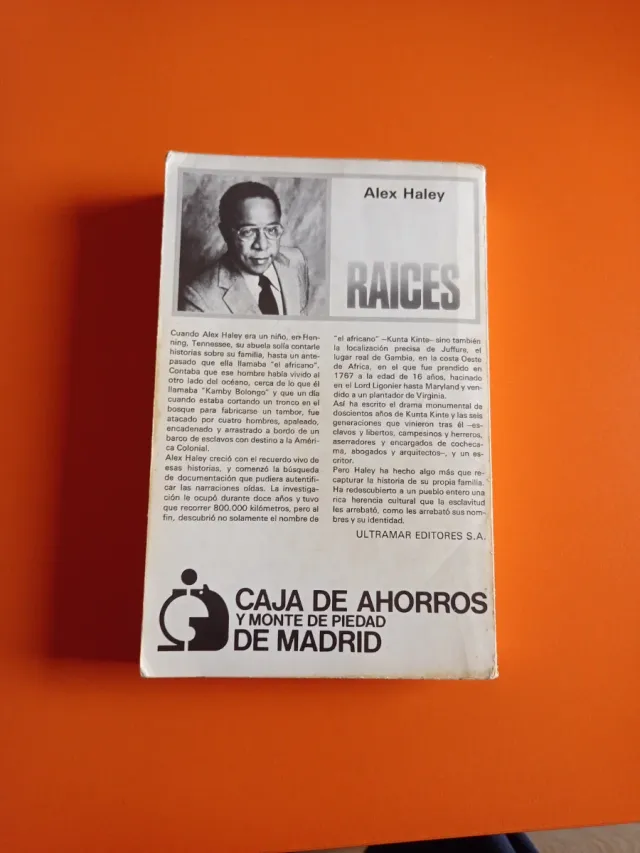 Alex Haley
RAICES
Cuando Alex Haley era un niño, en Hen-
ning, Tennessee, su abuela solía contarle
historias sobre su familia, hasta un ante-
pasado que ella llamaba "el africano".
Contaba que ese hombre había vivido al
otro lado del océano, cerca de lo que él
llamaba "Kamby Bolongo" y que un día
cuando estaba cortando un tronco en el
bosque para fabricarse un tambor, fue
atacado por cuatro hombres, apaleado,
encadenado y arrastrado a bordo de un
barco de esclavos con destino a la Améri-
ca Colonial.
Alex Haley creció con el recuerdo vivo de
esas historias, y comenzó la búsqueda
de documentación que pudiera autentifi-
car las narraciones oídas. La investiga-
ción le ocupó durante doce años y tuvo
que recorrer 800.000 kilómetros, pero al
fin, descubrió no solamente el nombre de
"el africano" —Kunta Kinte— sino también
la localización precisa de Juffure, el
lugar real de Gambia, en la costa Oeste
de Africa, en el que fue prendido en
1767 a la edad de 16 años, hacinado
en el Lord Ligonier hasta Maryland y ven-
dido a un plantador de Virginia.
Así ha escrito el drama monumental de
doscientos años de Kunta Kinte y las seis
generaciones que vinieron tras él —es-
clavos y libertos, campesinos y herreros,
aserradores y encargados de cocheca-
ma, abogados y arquitectos—, y un es-
critor.
Pero Haley ha hecho algo más que re-
capturar la historia de su propia familia.
Ha redescubierto a un pueblo entero una
rica herencia cultural que la esclavitud
les arrebató, como les arrebató sus nom-
bres y su identidad.
ULTRAMAR EDITORES S.A.
CAJA DE AHORROS
Y MONTE DE PIEDAD
DE MADRID